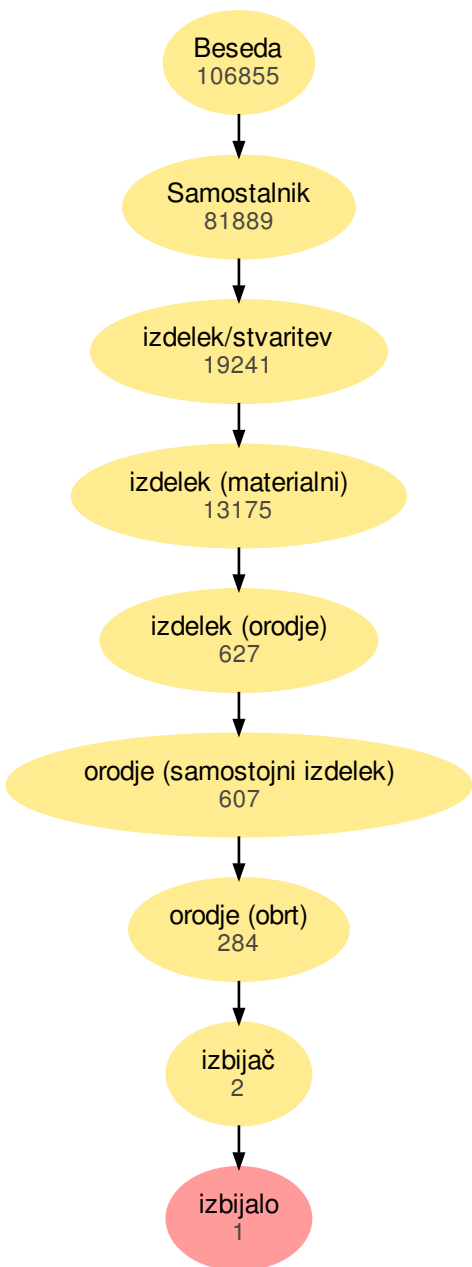 Beseda
106855
Samostalnik
81889
izdelek/stvaritev
19241
izdelek (materialni)
13175
izdelek (orodje)
627
orodje (samostojni izdelek)
607
orodje (obrt)
284
izbijač
2
izbijalo
1